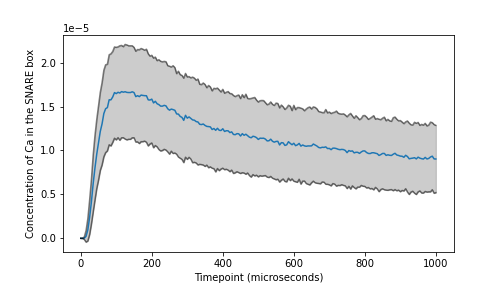 1e−5
Concentration of Ca in the SNARE box
2.0
1.5
1.0
0.5
0.0
0 200 400 600 800 1000
Timepoint (microseconds)